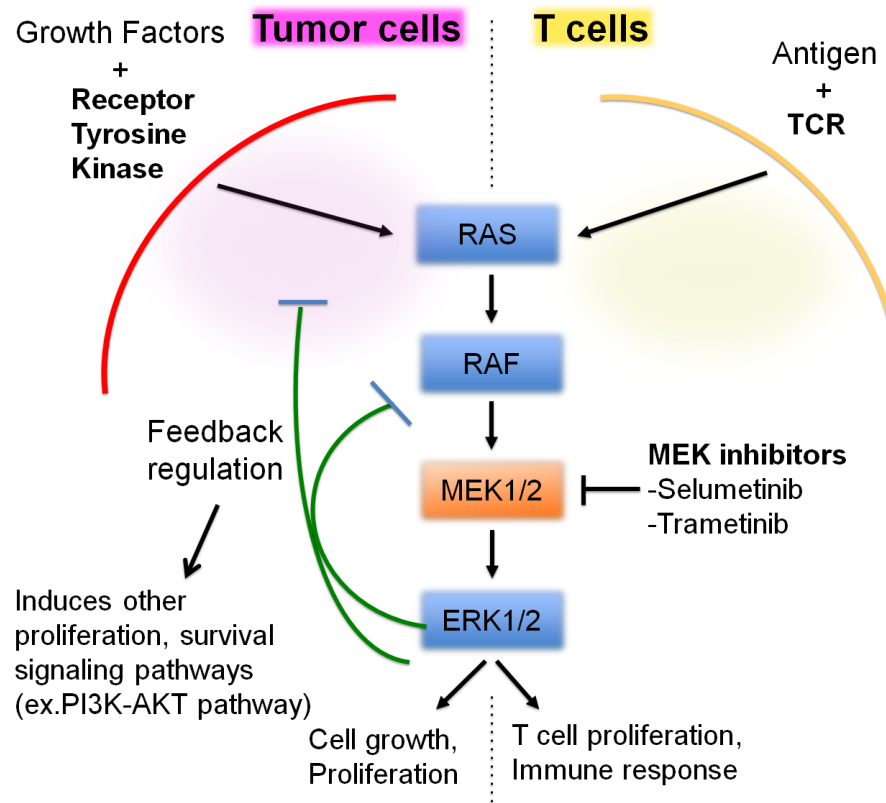 Growth Factors
+
Receptor
Tyrosine
Kinase
Tumor cells
T cells
Antigen
+
TCR
RAS
RAF
Feedback
regulation
MEK1/2
MEK inhibitors
-Selumetinib
-Trametinib
ERK1/2
Induces other
proliferation, survival
signaling pathways
(ex.PI3K-AKT pathway)
Cell growth,
Proliferation
T cell proliferation,
Immune response